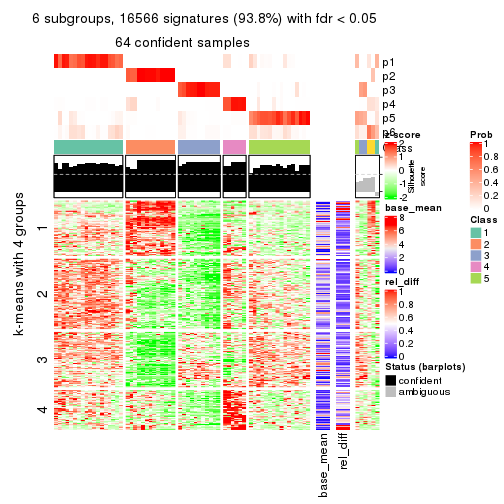 6 subgroups, 16566 signatures (93.8%) with fdr < 0.05
64 confident samples
p1
p2
p3
p4
p5
p6
Class
z-score
2
1
0
-1
-2
Silhouette
score
Prob
1
0.8
0.6
0.4
0.2
0
base_mean
8
6
4
2
0
Class
1
2
3
4
5
rel_diff
1
0.8
0.6
0.4
0.2
0
Status (barplots)
confident
ambiguous
k-means with 4 groups
1
2
3
4
base_mean
rel_diff